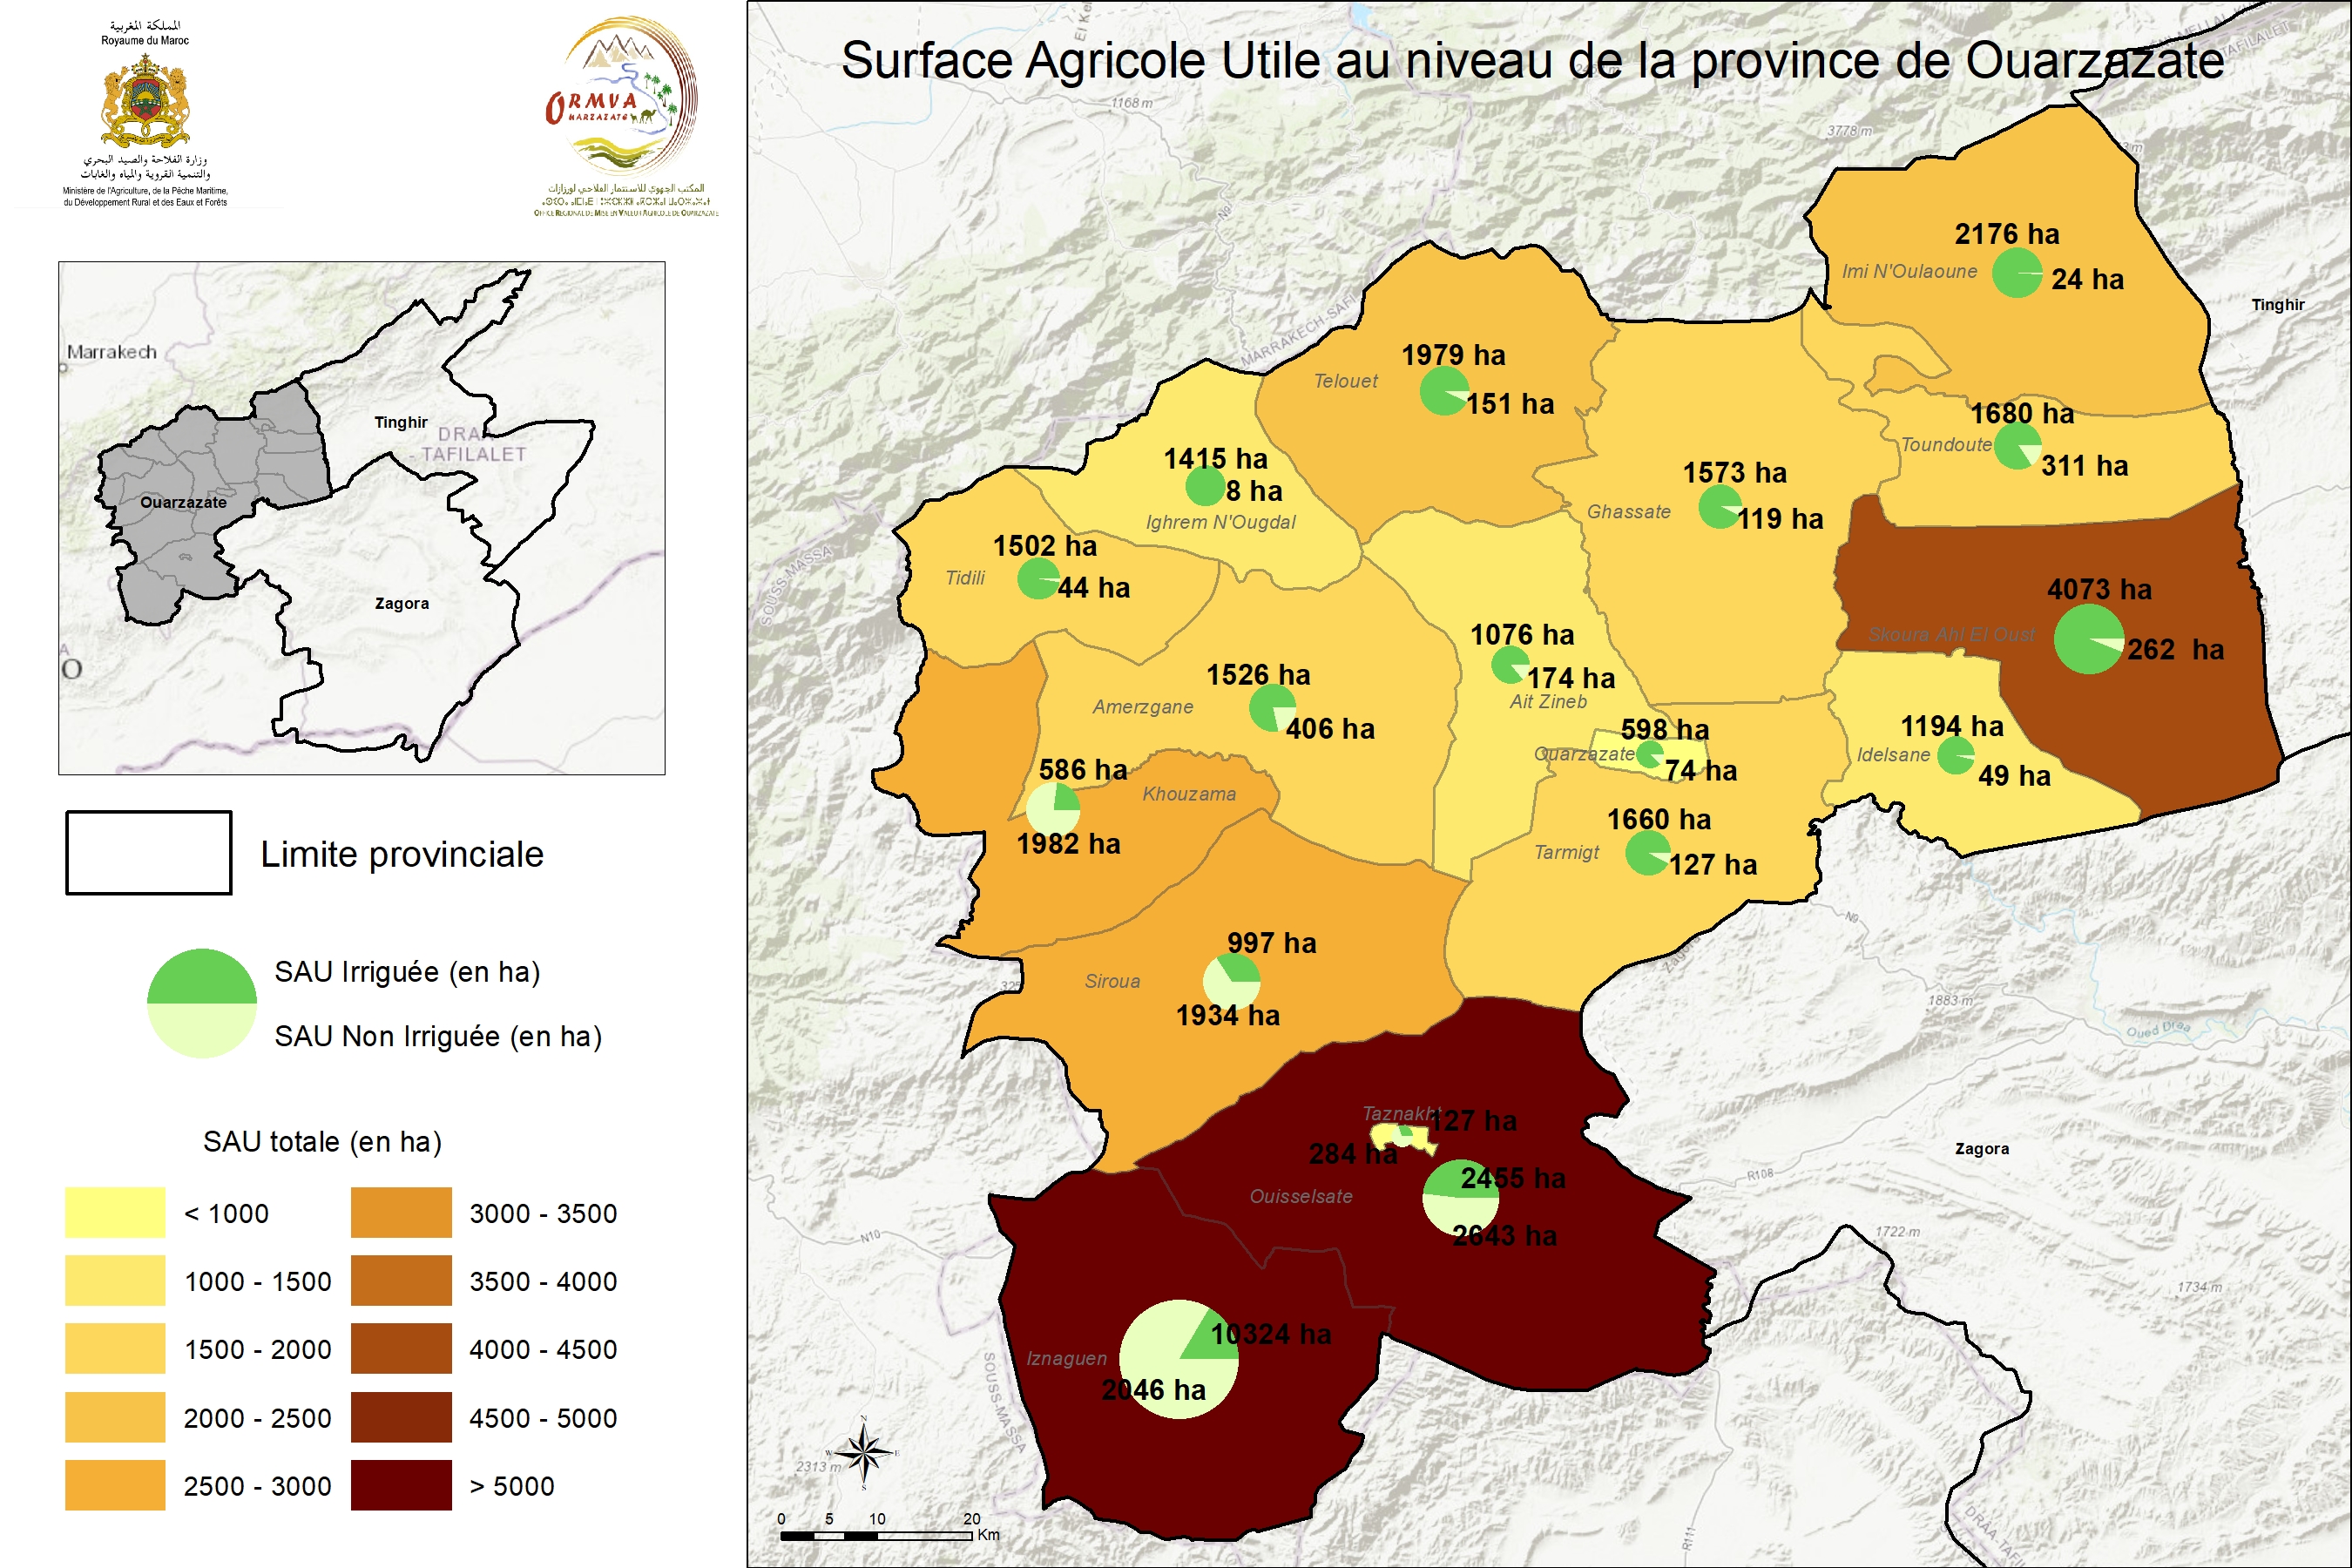 المملكة المغربية
Royaume du Maroc
وزارة الفلاحة والصيد البحري
والتنمية القروية والمياه والغابات
Ministère de l'Agriculture, de la Pêche Maritime,
du Développement Rural et des Eaux et Forêts
ORMVA
OUARZAZATE
المكتب الجهوي للاستثمار الفلاحي لورزازات
OFFICE REGIONAL DE MISE EN VALEUR AGRICOLE DE OUARZAZATE
Marrakech
Tinghir
DRAA
- TAFILALET
Ouarzazate
Zagora
A
O
Limite provinciale
SAU Irriguée (en ha)
SAU Non Irriguée (en ha)
SAU totale (en ha)
< 1000
3000 - 3500
1000 - 1500
3500 - 4000
1500 - 2000
4000 - 4500
2000 - 2500
4500 - 5000
2500 - 3000
> 5000
Surface Agricole Utile au niveau de la province de Ouarzazate
1168 m
3778 m
TAFILALET
N9
MARRAKECH-SAFI
SOUSS-MASSA
2176 ha
Imi N'Oulaoune
24 ha
Tinghir
1979 ha
Telouet
151 ha
1680 ha
Toundoute
311 ha
1415 ha
8 ha
Ighrem N'Ougdal
1573 ha
Ghassate
119 ha
1502 ha
Tidili
44 ha
4073 ha
Skoura Ahl El Oust
262 ha
1076 ha
174 ha
Ait Zineb
1526 ha
Amerzgane
406 ha
598 ha
Ouarzazate
74 ha
1194 ha
Idelsane
49 ha
586 ha
Khouzama
1982 ha
1660 ha
Tarmigt
127 ha
N9
Zagora
997 ha
Siroua
1934 ha
325
1883 m
Oued Draa
Taznakht
127 ha
284 ha
Zagora
R108
2455 ha
Ouisselsate
2643 ha
N10
1722 m
1734 m
10324 ha
Iznaguen
2046 ha
SOUSS-MASSA
2313 m
N
W
E
S
0 5 10 20
Km
R111
DRÂA-TAFI